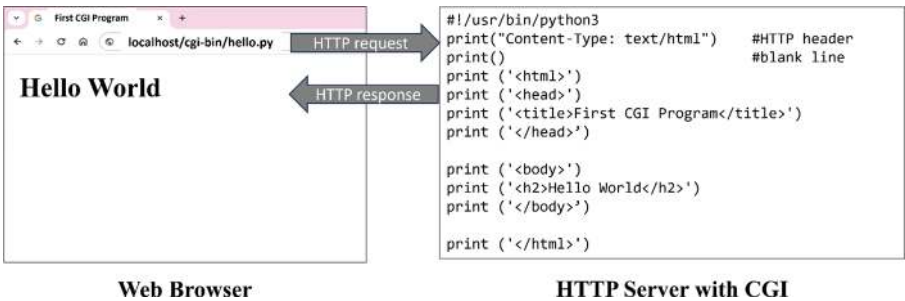 First CGI Program
localhost/cgi-bin/hello.py
Hello World
HTTP request
HTTP response
#!/usr/bin/python3
print("Content-Type: text/html") #HTTP header
print() #blank line
print ('<html>')
print ('<head>')
print ('<title>First CGI Program</title>')
print ('</head>’)
print ('<body>')
print ('<h2>Hello World</h2>')
print ('</body>’)
print ('</html>')
Web Browser
HTTP Server with CGI